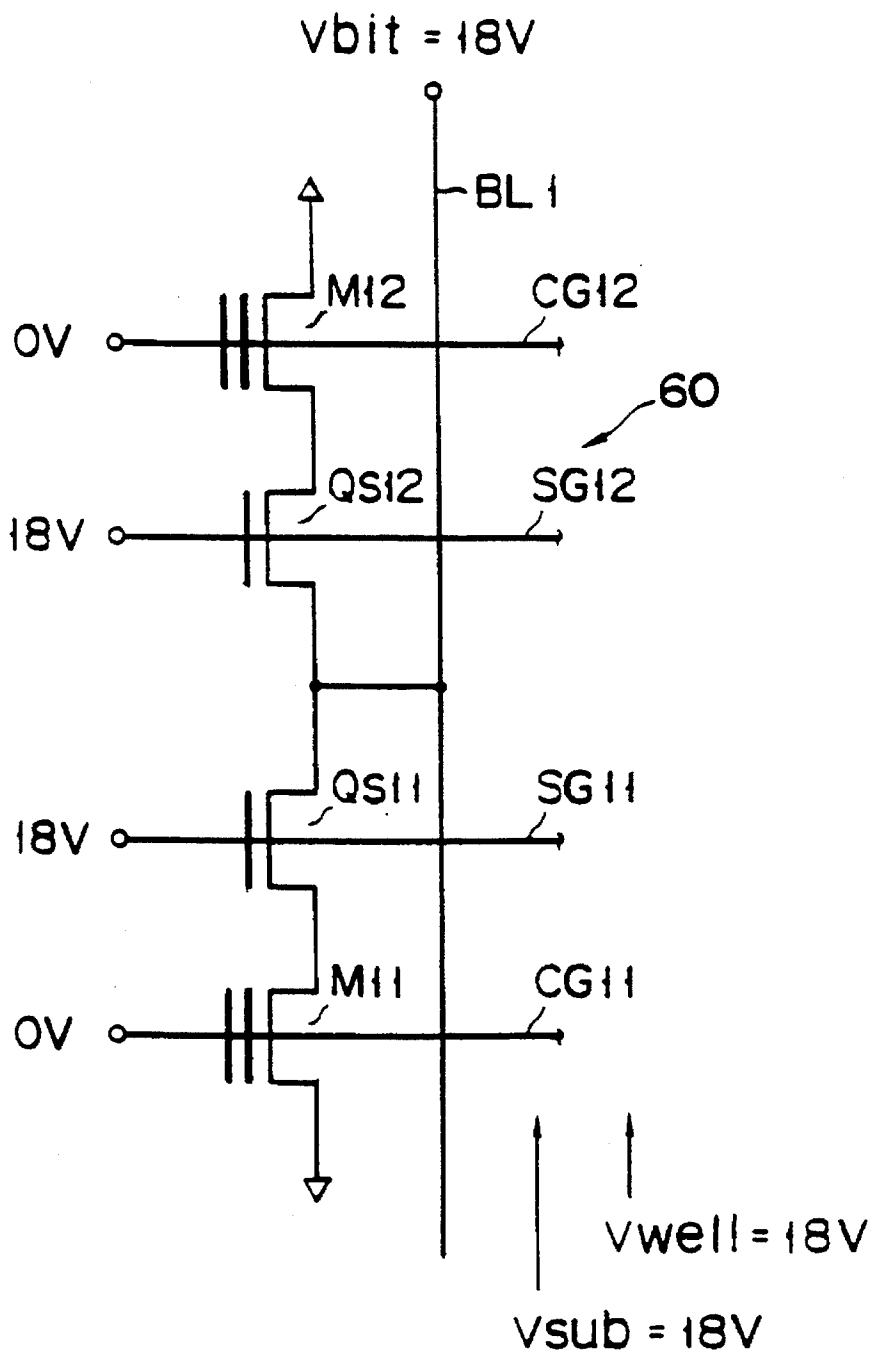 Vbit = 18V
BL1
M12
CG12
0V
60
Qs12
SG12
18V
Qs11
SG11
18V
M11
CG11
0V
Vwell = 18V
Vsub = 18V